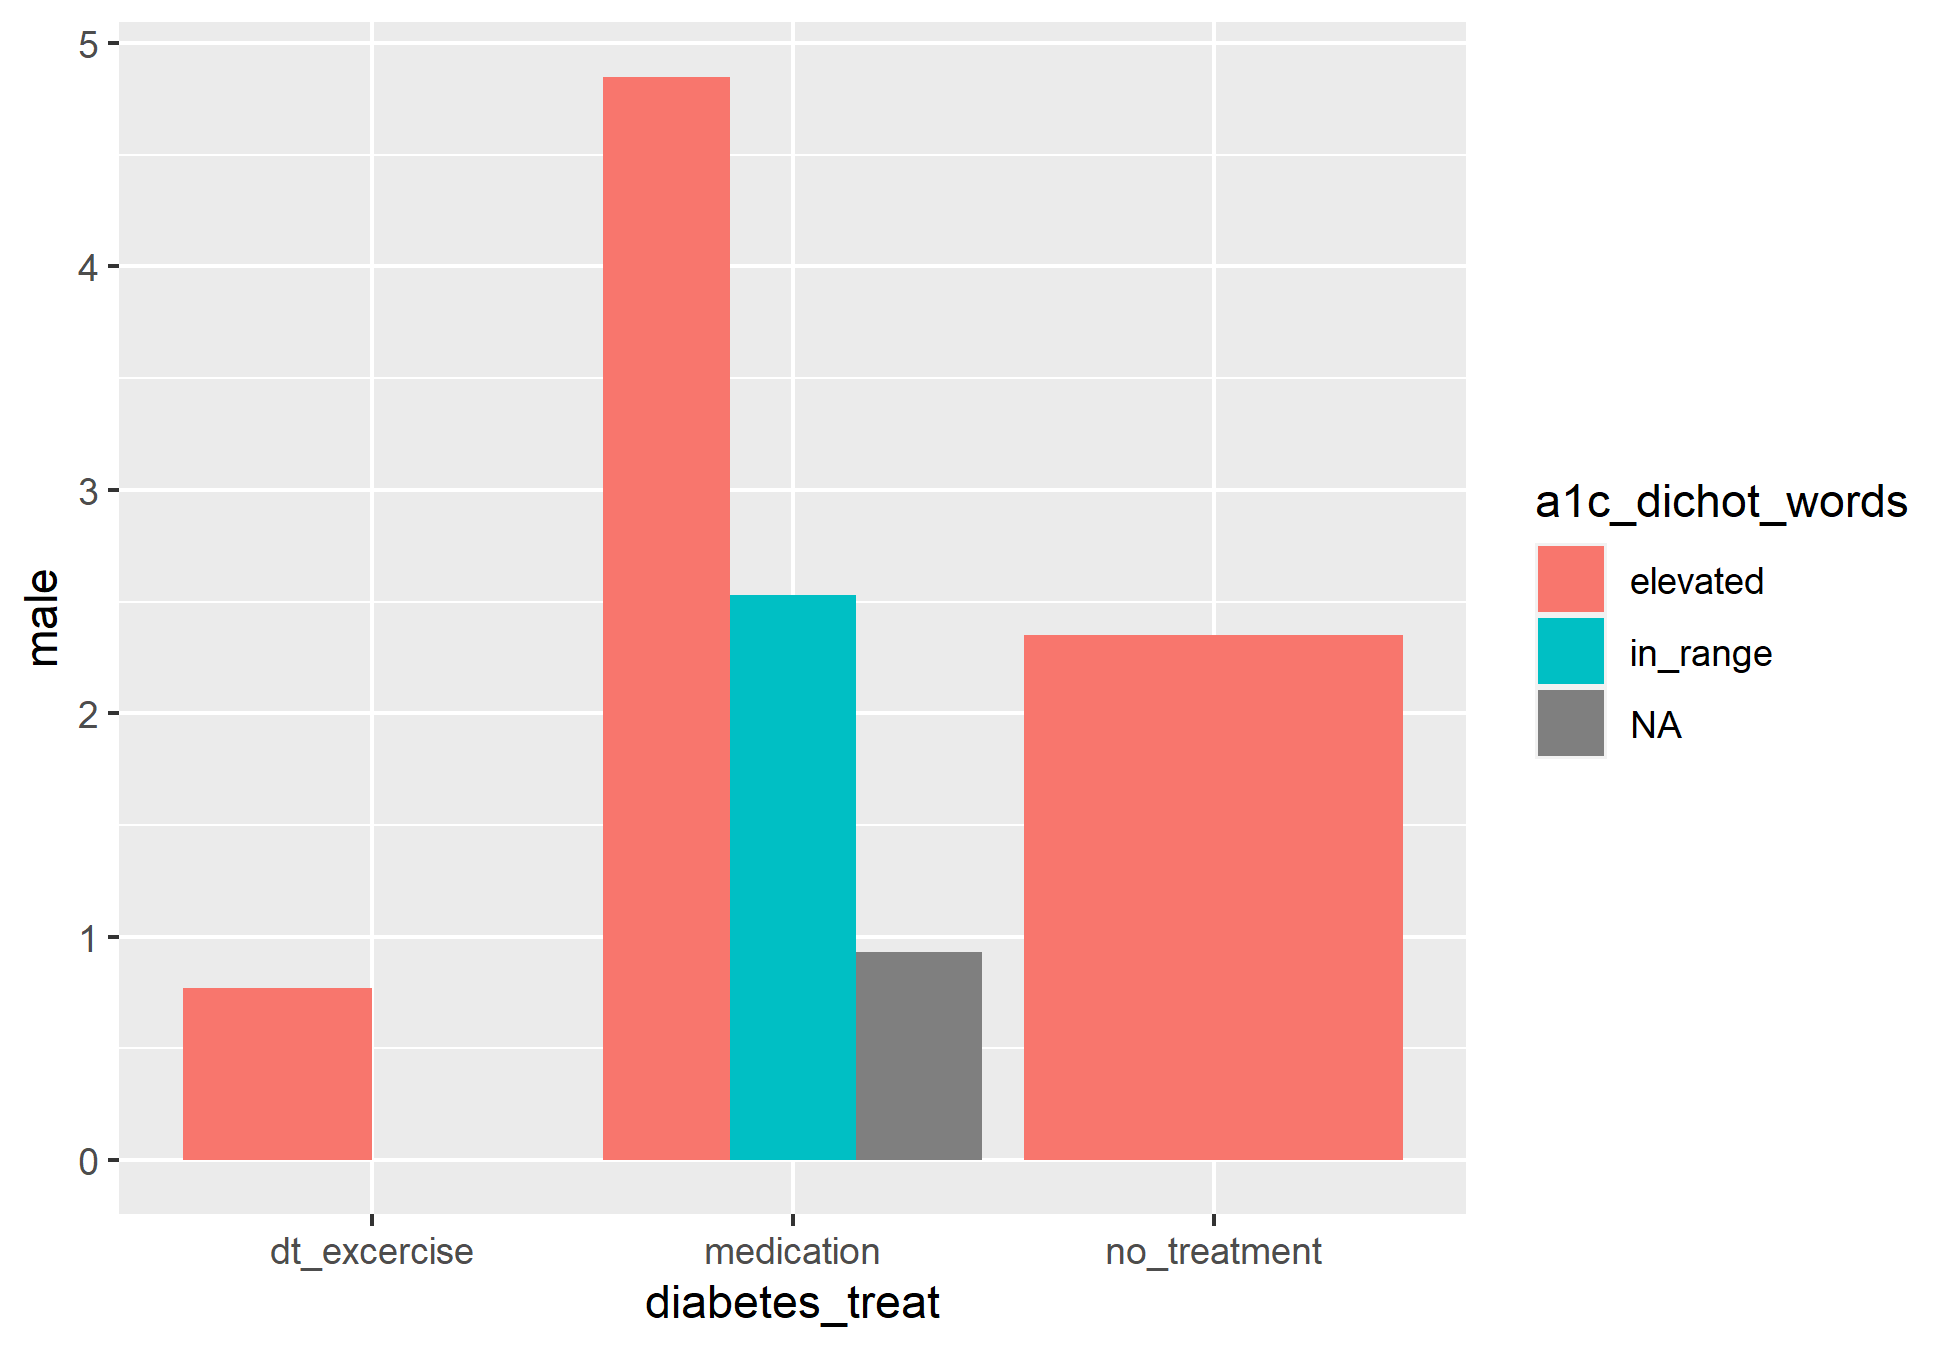 5
4
3
2
1
0
male
dt_excercise
medication
no_treatment
diabetes_treat
a1c_dichot_words
elevated
in_range
NA